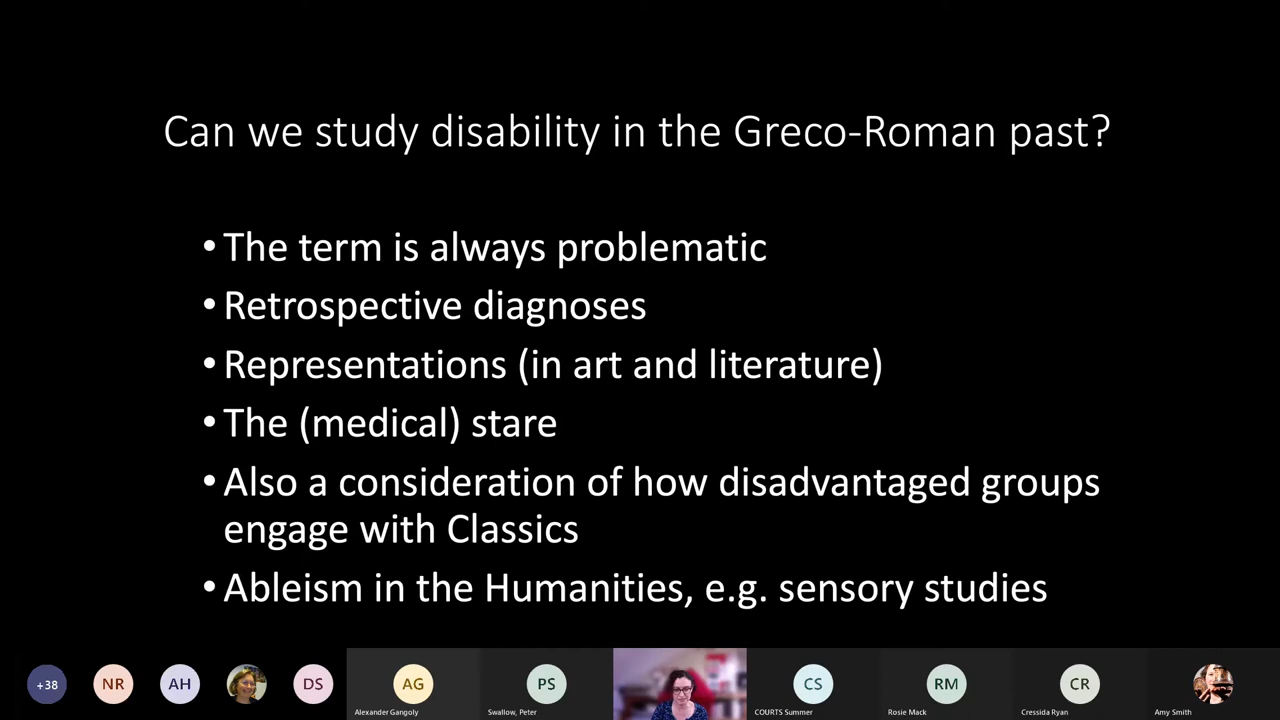 Can we study disability in the Greco-Roman past?
•The term is always problematic
•Retrospective diagnoses
•Representations (in art and literature)
•The (medical) stare
•Also a consideration of how disadvantaged groups
engage with Classics
•Ableism in the Humanities, e.g. sensory studies
+38 NR AH DS AG PS CS RM CR
Alexander Gangoly Swallow, Peter COURTS Summer Rosie Mack Cressida Ryan Amy Smith